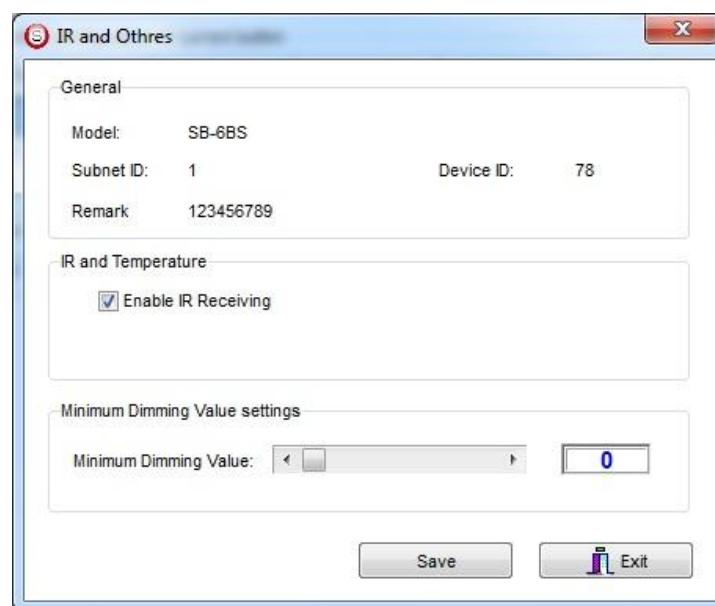 S IR and Othres
General
Model: SB-6BS
Subnet ID: 1 Device ID: 78
Remark 123456789
IR and Temperature
Enable IR Receiving
Minimum Dimming Value settings
Minimum Dimming Value: 0
Save Exit